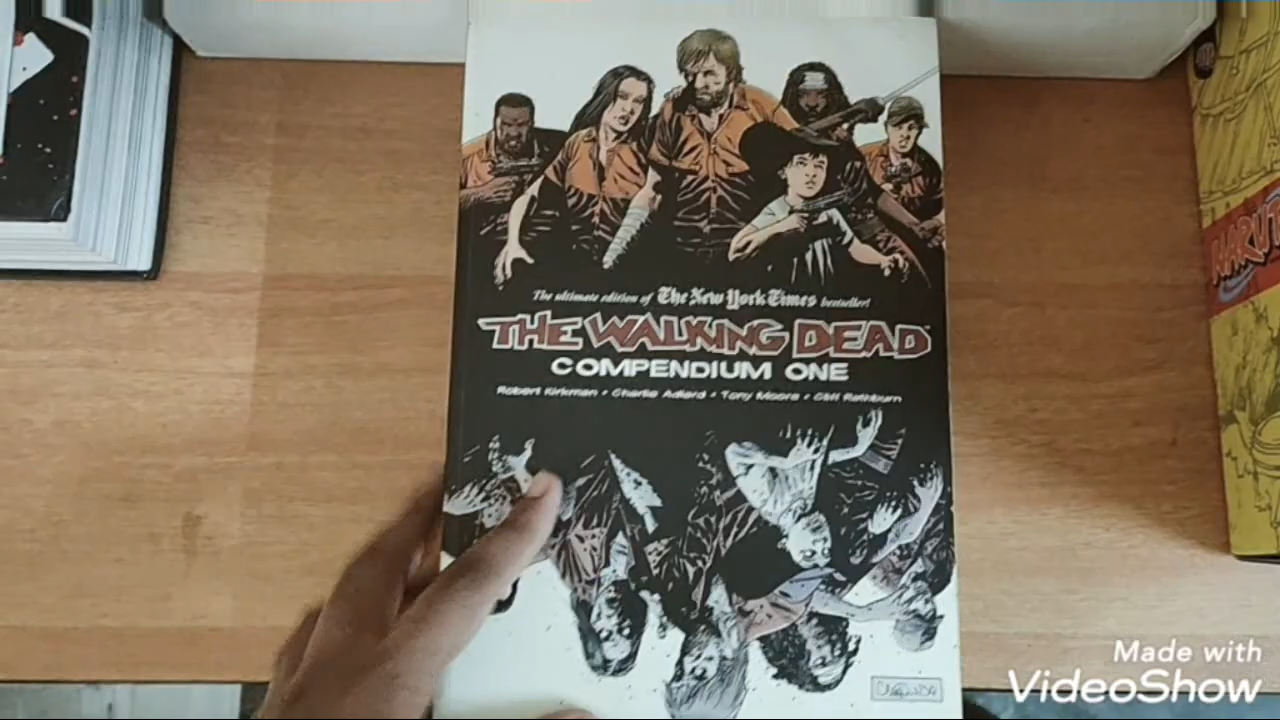 The ultimate edition of The New York Times bestseller!
THE WALKING DEAD
COMPENDIUM ONE
Robert Kirkman • Charlie Adlard • Tony Moore • Cliff Rathburn
NARUT
Made with
VideoShow